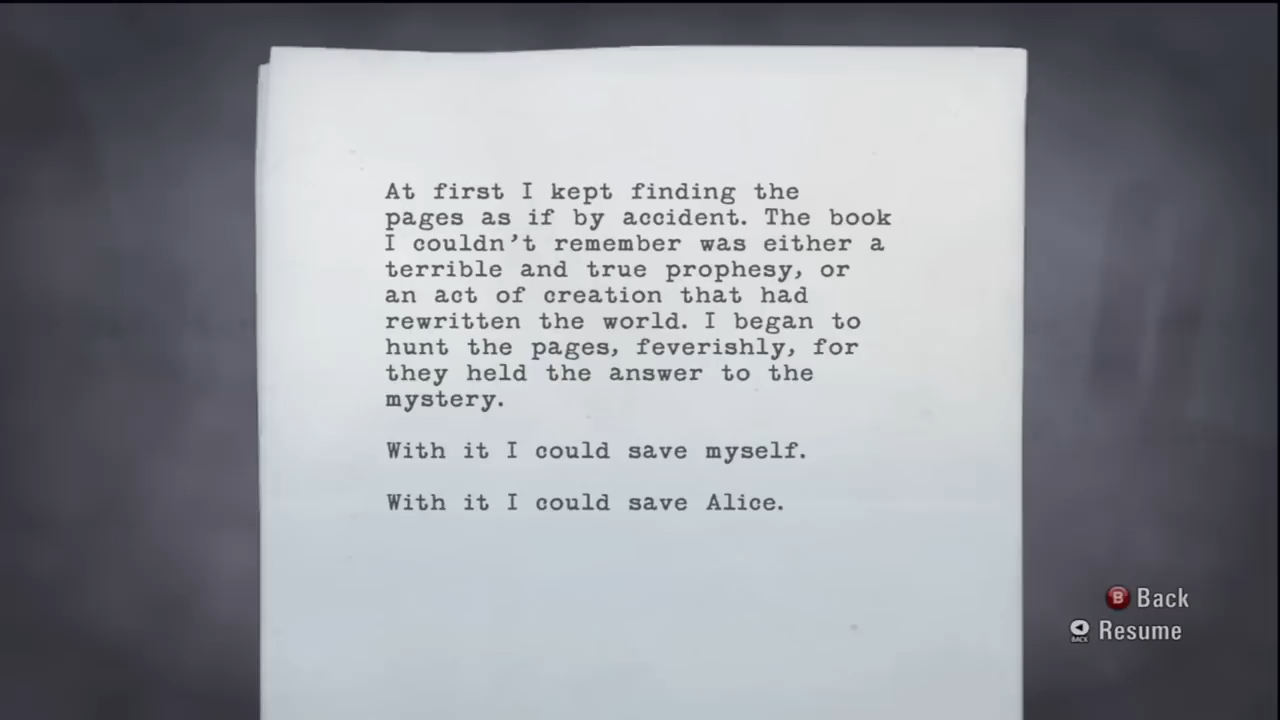 At first I kept finding the
pages as if by accident. The book
I couldn't remember was either a
terrible and true prophesy, or
an act of creation that had
rewritten the world. I began to
hunt the pages, feverishly, for
they held the answer to the
mystery.
With it I could save myself.
With it I could save Alice.
B Back
BACK Resume